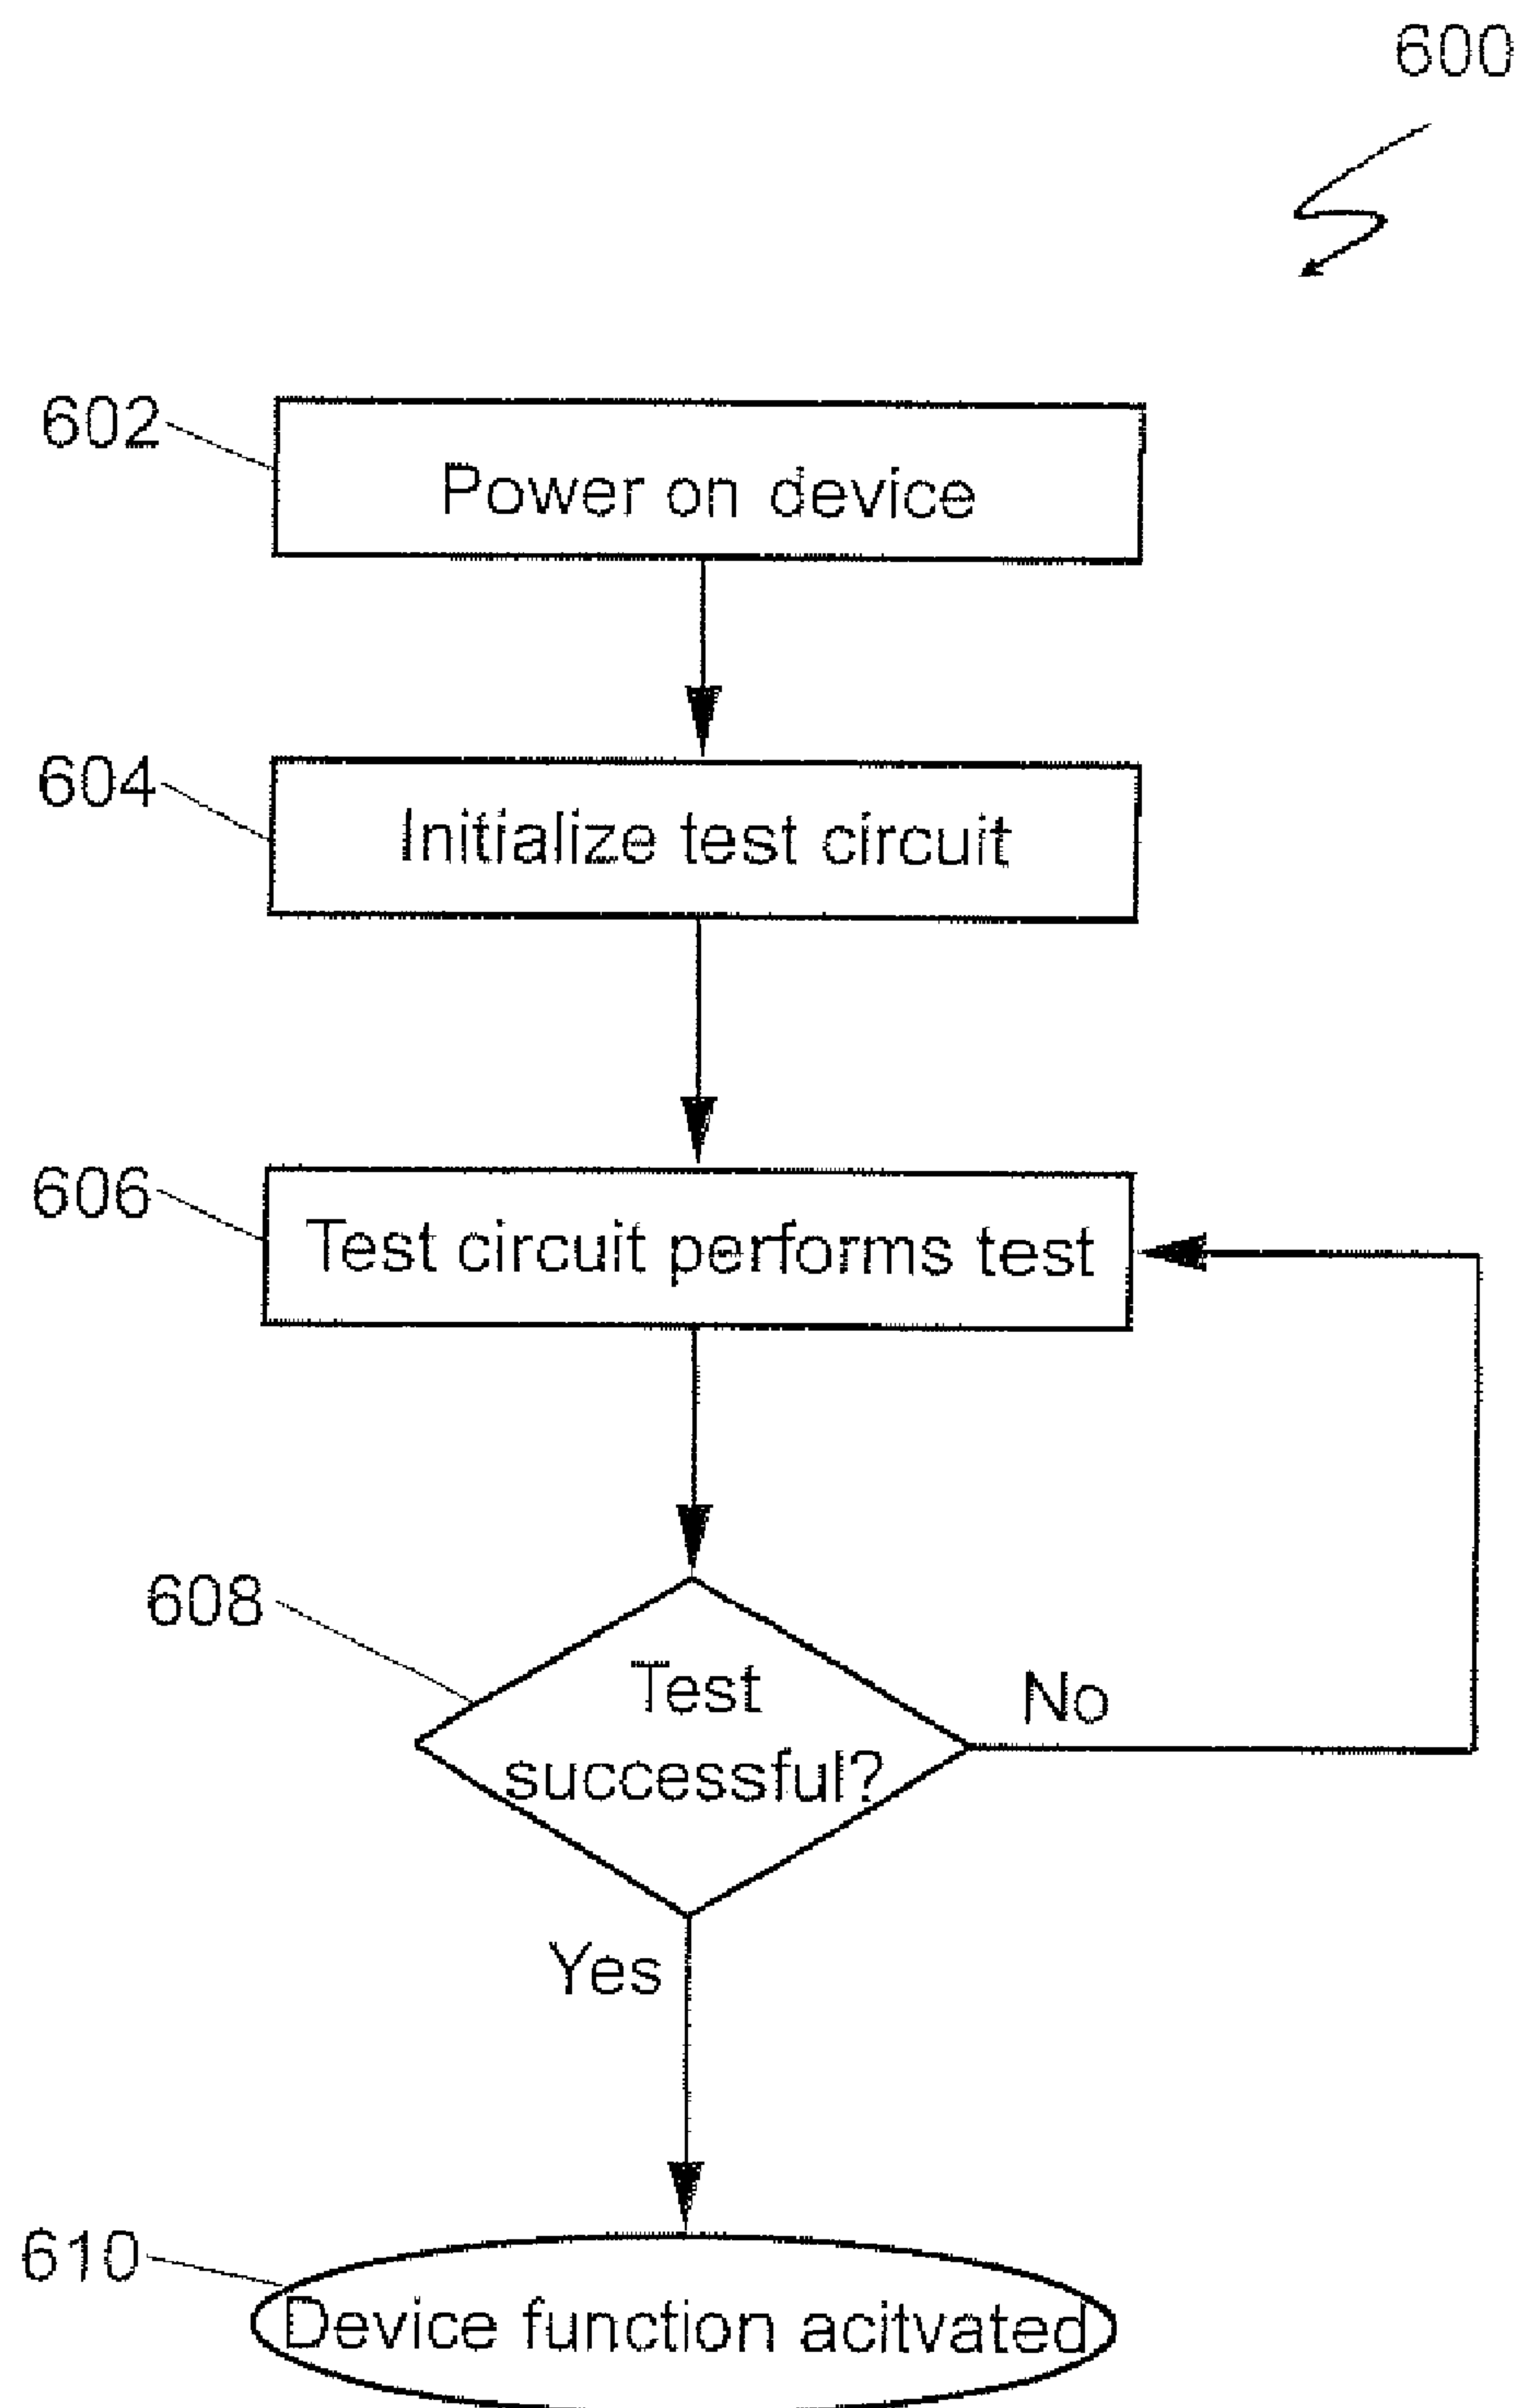 600
602
Power on device
604
Initialize test circuit
606
Test circuit performs test
608
Test
successful?
No
Yes
610
Device function acitvated